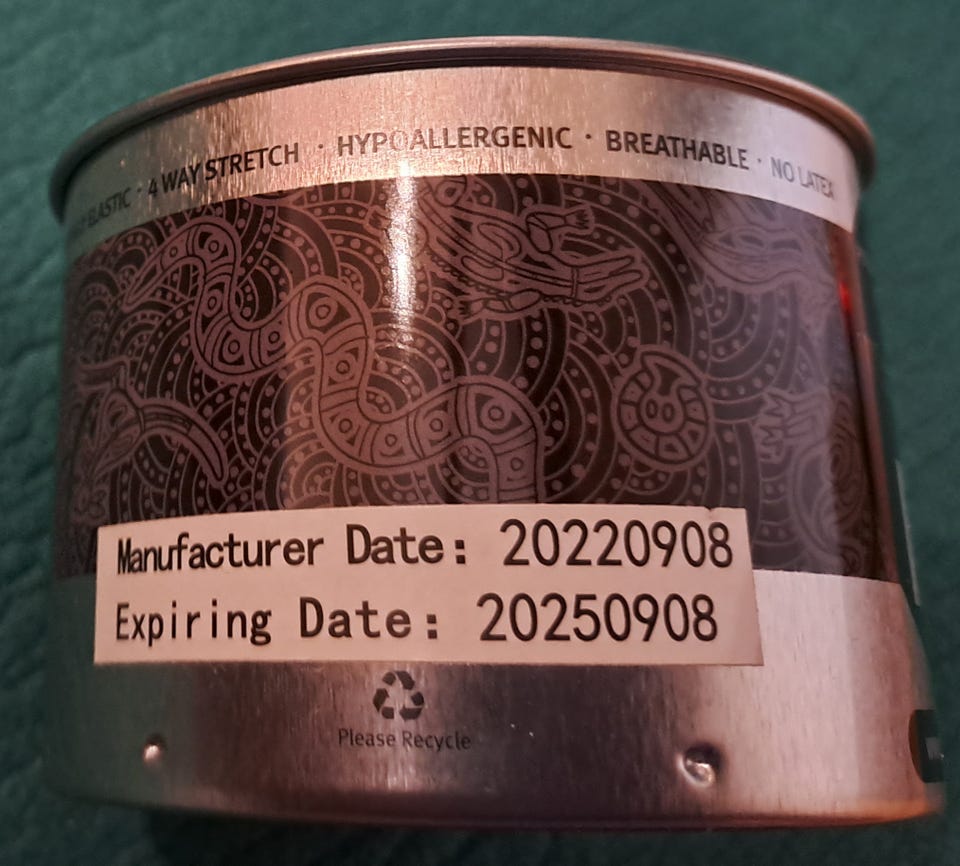 ELASTIC · 4 WAY STRETCH · HYPOALLERGENIC · BREATHABLE · NO LATEX
Manufacturer Date: 20220908
Expiring Date: 20250908
Please Recycle